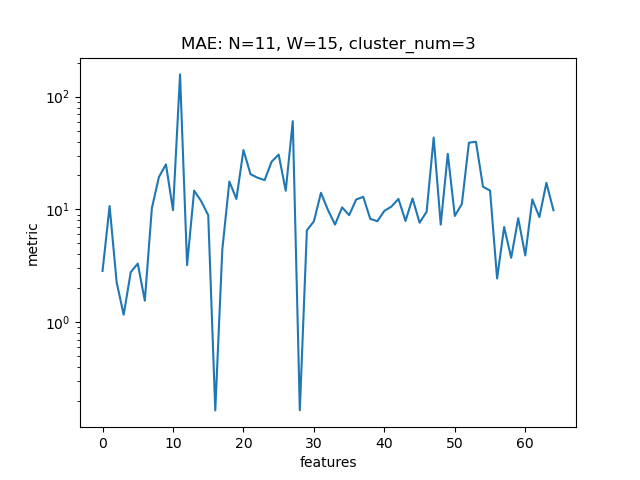 MAE: N=11, W=15, cluster_num=3
metric
10²
10¹
10⁰
0 10 20 30 40 50 60
features